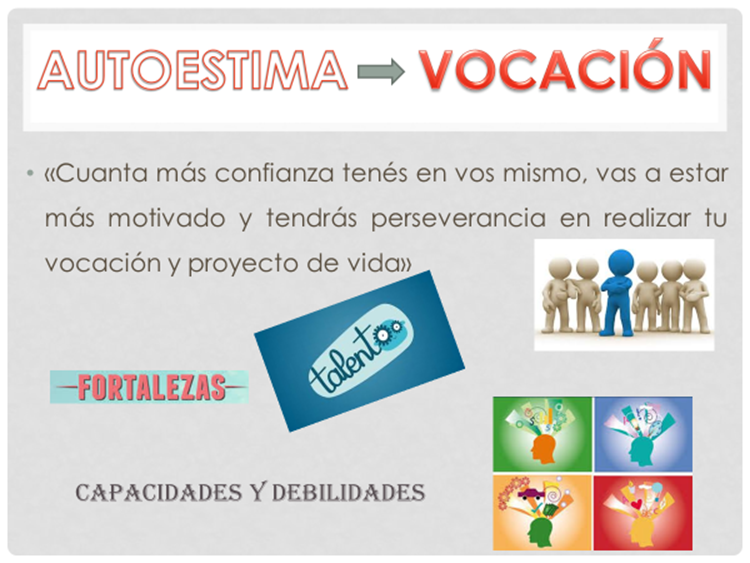 AUTOESTIMA VOCACIÓN
• «Cuanta más confianza tenés en vos mismo, vas a estar
más motivado y tendrás perseverancia en realizar tu
vocación y proyecto de vida»
talento
FORTALEZAS
CAPACIDADES Y DEBILIDADES